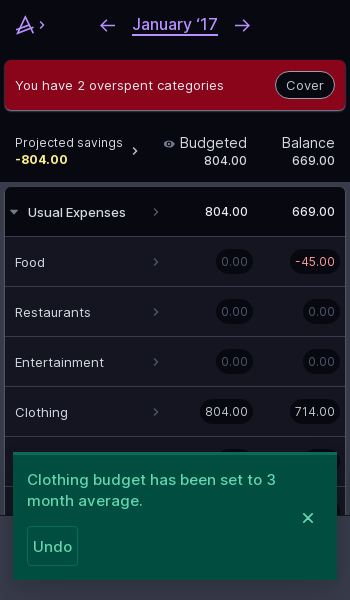 January ‘17
You have 2 overspent categories
Cover
Projected savings
-804.00
Budgeted
804.00
Balance
669.00
Usual Expenses 804.00 669.00
Food 0.00 -45.00
Restaurants 0.00 0.00
Entertainment 0.00 0.00
Clothing 804.00 714.00
Clothing budget has been set to 3
month average.
Undo